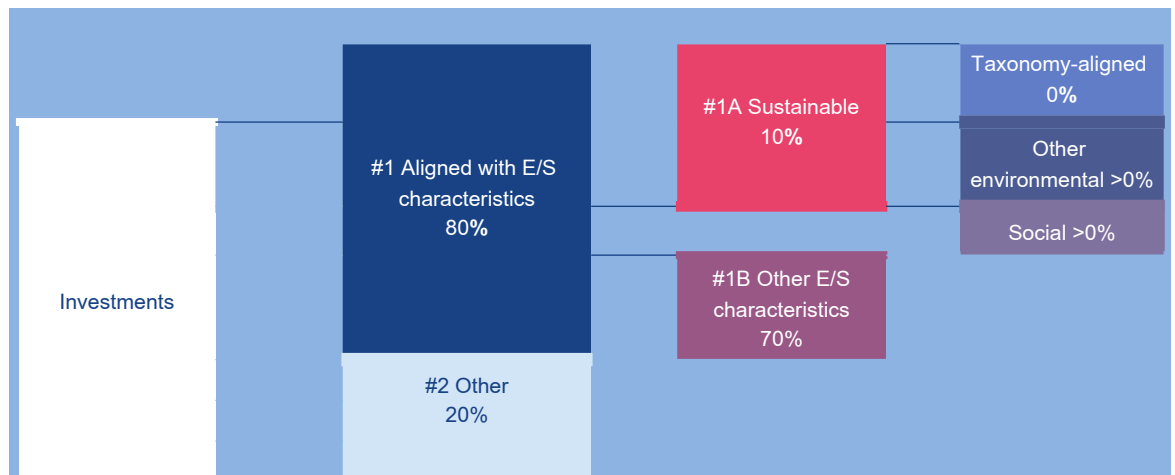 Investments
#1 Aligned with E/S
characteristics
80%
#2 Other
20%
#1A Sustainable
10%
#1B Other E/S
characteristics
70%
Taxonomy-aligned
0%
Other
environmental >0%
Social >0%